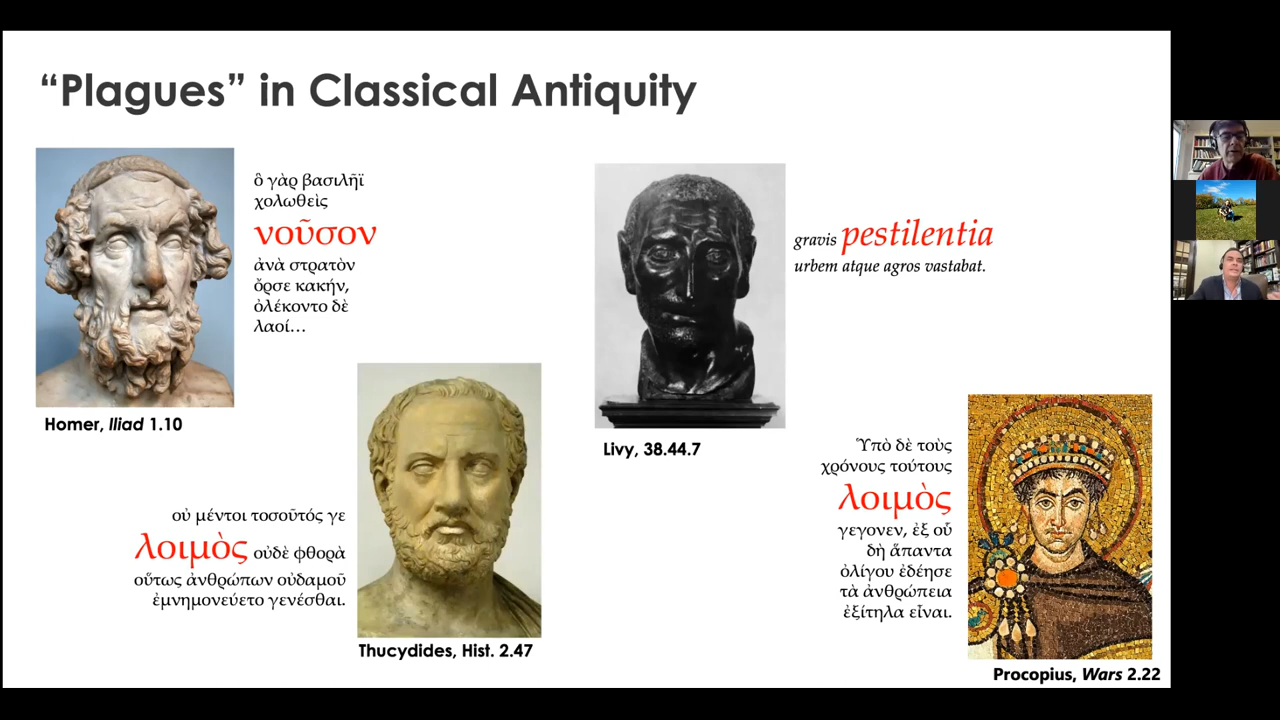 “Plagues” in Classical Antiquity
ὃ γὰρ βασιλῆϊ
χολωθεὶς
νοῦσον
ἀνὰ στρατὸν
ὄρσε κακήν,
ὀλέκοντο δὲ
λαοί…
Homer, Iliad 1.10
οὐ μέντοι τοσοῦτός γε
λοιμὸς οὐδὲ φθορὰ
οὕτως ἀνθρώπων οὐδαμοῦ
ἐμνημονεύετο γενέσθαι.
Thucydides, Hist. 2.47
gravis pestilentia
urbem atque agros vastabat.
Livy, 38.44.7
Ὑπὸ δὲ τοὺς
χρόνους τούτους
λοιμὸς
γεγονεν, ἐξ οὗ
δὴ ἅπαντα
ὀλίγου ἐδέησε
τὰ ἀνθρώπεια
ἐξίτηλα εἶναι.
Procopius, Wars 2.22